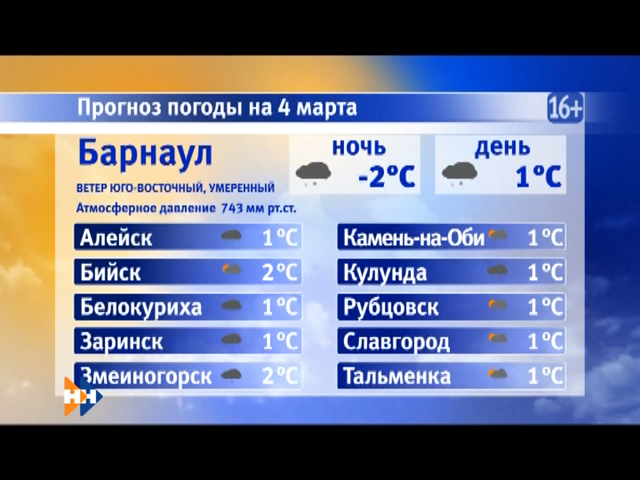 Прогноз погоды на 4 марта 16+
Барнаул
ночь
-2°C
день
1°C
ВЕТЕР ЮГО-ВОСТОЧНЫЙ, УМЕРЕННЫЙ
Атмосферное давление 743 мм рт.ст.
Алейск 1°C
Бийск 2°C
Белокуриха 1°C
Заринск 1°C
Змеиногорск 2°C
Камень-на-Оби 1°C
Кулунда 1°C
Рубцовск 1°C
Славгород 1°C
Тальменка 1°C
НН